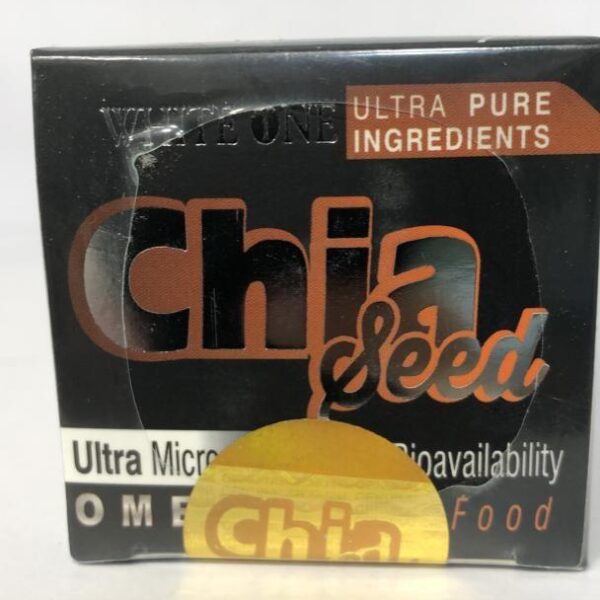 WHITE ONE
ULTRA PURE
INGREDIENTS
Chia
Seed
Ultra Micro Bioavailability
OME Food
Chia